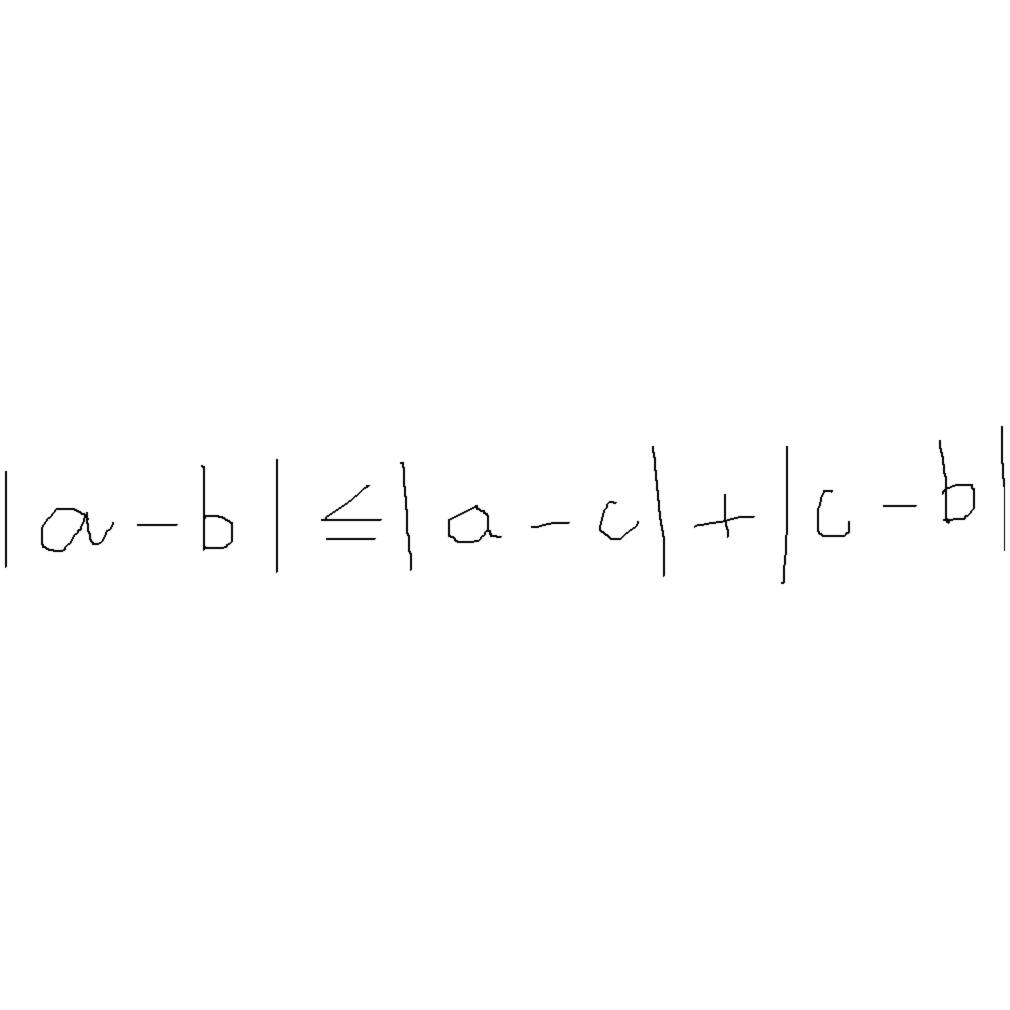 |a-b| ≤ |a-c| + |c-b|